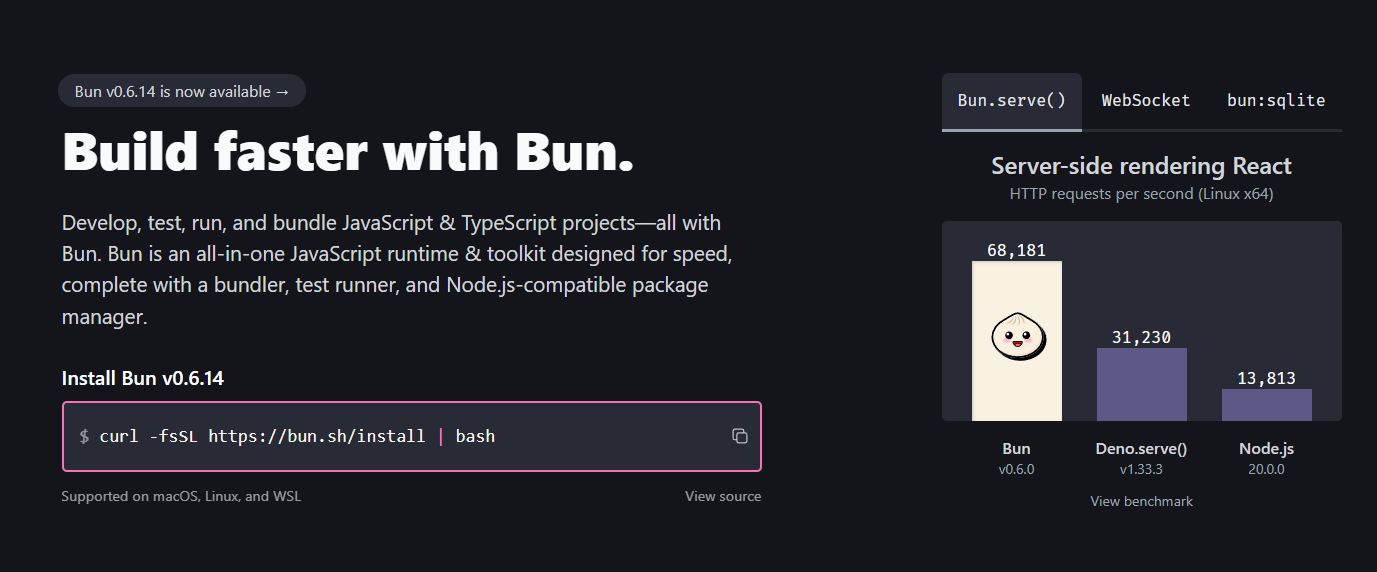 Bun v0.6.14 is now available →
Build faster with Bun.
Develop, test, run, and bundle JavaScript & TypeScript projects—all with
Bun. Bun is an all-in-one JavaScript runtime & toolkit designed for speed,
complete with a bundler, test runner, and Node.js-compatible package
manager.
Install Bun v0.6.14
$ curl -fsSL https://bun.sh/install | bash
Supported on macOS, Linux, and WSL
View source
Bun.serve() WebSocket bun:sqlite
Server-side rendering React
HTTP requests per second (Linux x64)
68,181
31,230
13,813
Bun Deno.serve() Node.js
v0.6.0 v1.33.3 20.0.0
View benchmark